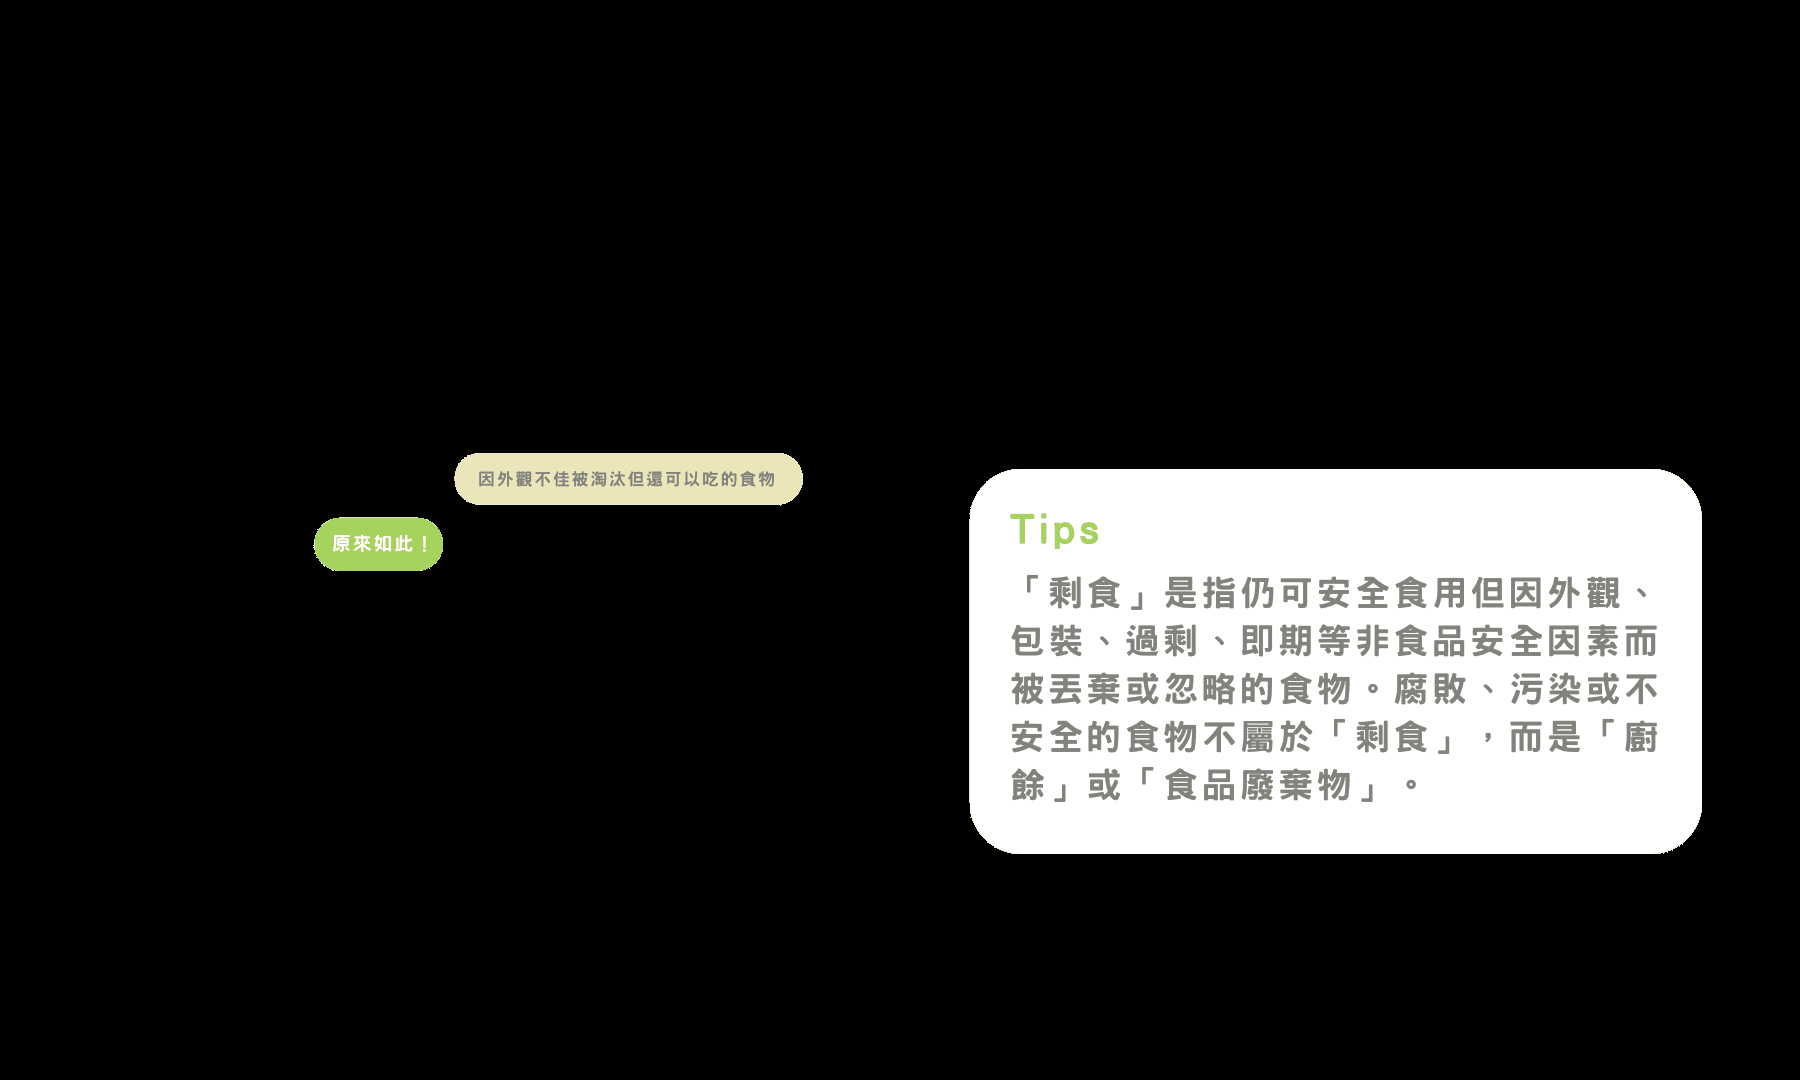 因外觀不佳被淘汰但還可以吃的食物
原來如此！
Tips
「剩食」是指仍可安全食用但因外觀、
包裝、過剩、即期等非食品安全因素而
被丟棄或忽略的食物。腐敗、污染或不
安全的食物不屬於「剩食」，而是「廚
餘」或「食品廢棄物」。